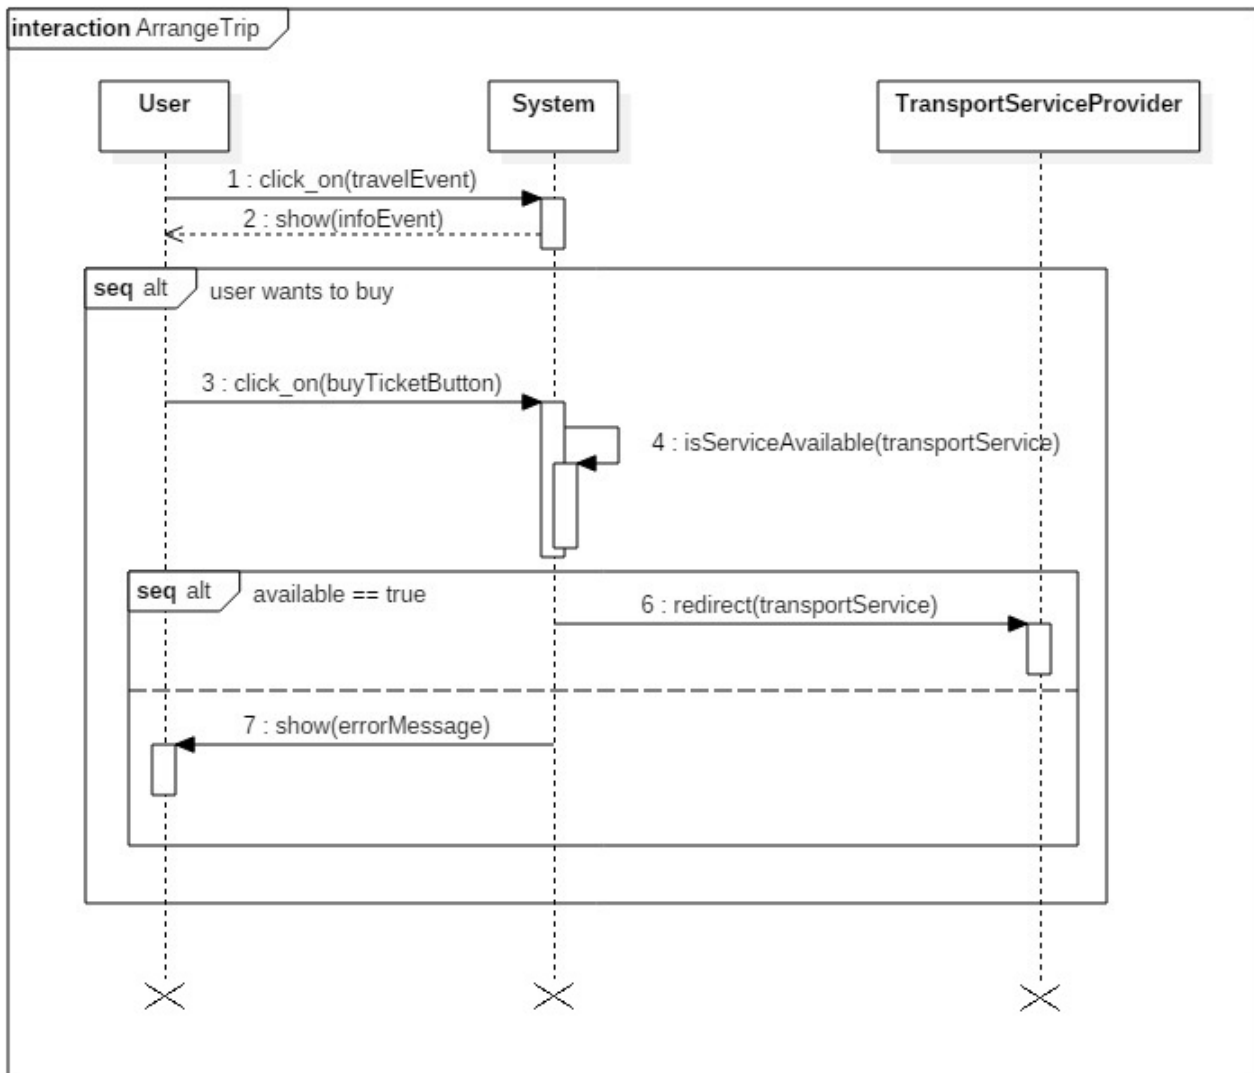 interaction ArrangeTrip
User
System
TransportServiceProvider
1 : click_on(travelEvent)
2 : show(infoEvent)
seq alt
user wants to buy
3 : click_on(buyTicketButton)
4 : isServiceAvailable(transportService)
seq alt
available == true
6 : redirect(transportService)
7 : show(errorMessage)